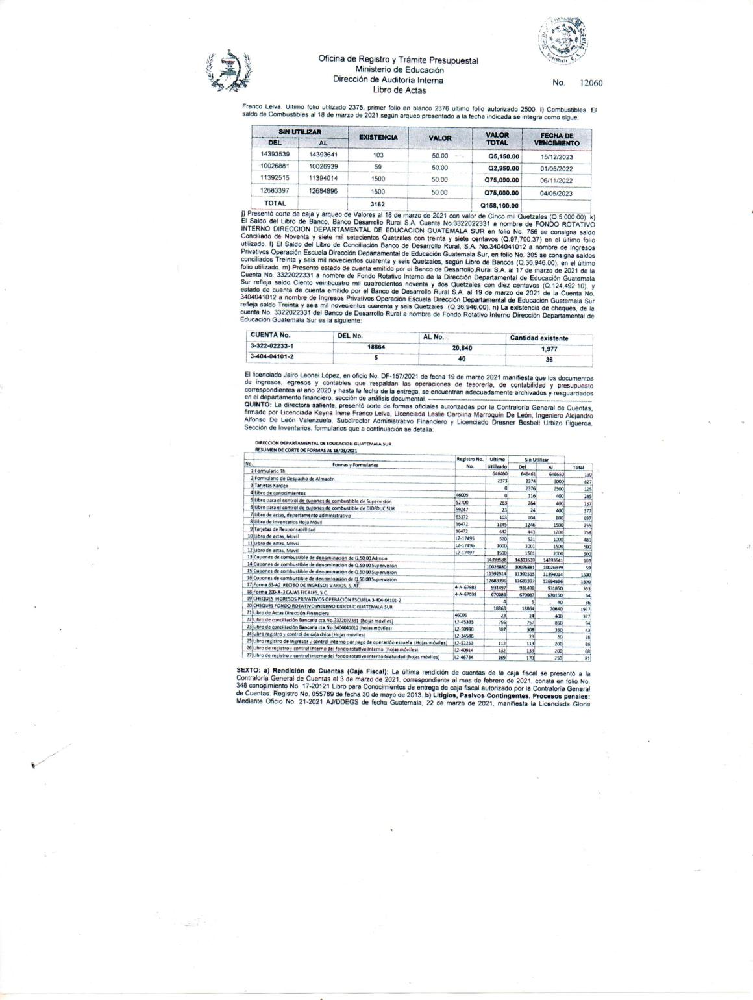 Oficina de Registro y Trámite Presupuestal
Ministerio de Educación
Dirección de Auditoría Interna
Libro de Actas
No. 12060
Franco Leiva. Ultimo folio utilizado 2375, primer folio en blanco 2376 ultimo folio autorizado 2500. i) Combustibles. El
saldo de Combustibles al 18 de marzo de 2021 según arqueo presentado a la fecha indicada se integra como sigue:
SIN UTILIZAR EXISTENCIA VALOR VALOR TOTAL FECHA DE VENCIMIENTO
DEL AL
14393539 14393641 103 50.00 Q5,150.00 15/12/2023
10026881 10026939 59 50.00 Q2,950.00 01/05/2022
11392515 11394014 1500 50.00 Q75,000.00 06/11/2022
12683397 12684896 1500 50.00 Q75,000.00 04/05/2023
TOTAL 3162 Q158,100.00
j) Presentó corte de caja y arqueo de Valores al 18 de marzo de 2021 con valor de Cinco mil Quetzales (Q.5,000.00). k)
El Saldo del Libro de Banco, Banco Desarrollo Rural S.A. Cuenta No.3322022331 a nombre de FONDO ROTATIVO
INTERNO DIRECCION DEPARTAMENTAL DE EDUCACION GUATEMALA SUR en folio No. 756 se consigna saldo
Conciliado de Noventa y siete mil setecientos Quetzales con treinta y siete centavos (Q.97,700.37) en el último folio
utilizado. l) El Saldo del Libro de Conciliación Banco de Desarrollo Rural, S.A. No.3404041012 a nombre de Ingresos
Privativos Operación Escuela Dirección Departamental de Educación Guatemala Sur, en folio No. 305 se consigna saldos
conciliados Treinta y seis mil novecientos cuarenta y seis Quetzales, según Libro de Bancos (Q.36,946.00), en el último
folio utilizado. m) Presentó estado de cuenta emitido por el Banco de Desarrollo Rural S.A. al 17 de marzo de 2021 de la
Cuenta No. 3322022331 a nombre de Fondo Rotativo Interno de la Dirección Departamental de Educación Guatemala
Sur refleja saldo Ciento veinticuatro mil cuatrocientos noventa y dos Quetzales con diez centavos (Q.124,492.10), y
estado de cuenta de cuenta emitido por el Banco de Desarrollo Rural S.A. al 19 de marzo de 2021 de la Cuenta No.
3404041012 a nombre de Ingresos Privativos Operación Escuela Dirección Departamental de Educación Guatemala Sur
refleja saldo Treinta y seis mil novecientos cuarenta y seis Quetzales (Q.36,946.00), n) La existencia de cheques, de la
cuenta No. 3322022331 del Banco de Desarrollo Rural a nombre de Fondo Rotativo Interno Dirección Departamental de
Educación Guatemala Sur es la siguiente:
CUENTA No. DEL No. AL No. Cantidad existente
3-322-02233-1 18864 20,840 1,977
3-404-04101-2 5 40 36
El licenciado Jairo Leonel López, en oficio No. DF-157/2021 de fecha 19 de marzo 2021 manifiesta que los documentos
de ingresos, egresos y contables que respaldan las operaciones de tesorería, de contabilidad y presupuesto
correspondientes al año 2020 y hasta la fecha de la entrega, se encuentran adecuadamente archivados y resguardados
en el departamento financiero, sección de análisis documental.
QUINTO: La directora saliente, presentó corte de formas oficiales autorizadas por la Contraloría General de Cuentas,
firmado por Licenciada Keyna Irene Franco Leiva, Licenciada Leslie Carolina Marroquín De León, Ingeniero Alejandro
Alfonso De León Valenzuela, Subdirector Administrativo Financiero y Licenciado Dresner Bosbeli Urbizo Figueroa.
Sección de Inventarios, formularios que a continuación se detalla:
DIRECCION DEPARTAMENTAL DE EDUCACION GUATEMALA SUR
RESUMEN DE CORTE DE FORMAS AL 18/03/2021
No. Formas y Formularios Registro No. No. Ultimo Utilizado Sin Utilizar Del Al Total
1 Formulario 1h 646460 646461 646650 190
2 Formulario de Despacho de Almacén 2373 2374 3000 627
3 Tarjetas Kardex 0 2376 2500 125
4 Libro de conocimientos 46009 0 116 400 285
5 Libro para el control de cupones de combustible de Supervisión 52700 263 264 400 137
6 Libro para el control de cupones de combustible de DIDEDUC SUR 59247 23 24 400 377
7 Libro de actas, departamento administrativo 63372 103 104 800 697
8 Libro de Inventarios Hoja Móvil 16472 1245 1246 1500 255
9 Tarjetas de Responsabilidad 16472 442 443 1200 758
10 Libro de actas, Movil L2-17495 520 521 1000 480
11 Libro de actas, Movil L2-17496 1000 1001 1500 500
12 Libro de actas, Movil L2-17497 1500 1501 2000 500
13 Cupones de combustible de denominación de Q.50.00 Admon. 14393538 14393539 14393641 103
14 Cupones de combustible de denominación de Q.50.00 Supervisión 10026880 10026881 10026939 59
15 Cupones de combustible de denominación de Q.50.00 Supervisión 11392514 11392515 11394014 1500
16 Cupones de combustible de denominación de Q.50.00 Supervisión 12683396 12683397 12684896 1500
17 Forma 63-A2 RECIBO DE INGRESOS VARIOS, S. AF. 4-A-67983 931497 931498 931850 353
18 Forma 200-A-3 CAJAS FICALES, S.C. 4-A-67038 670086 670087 670150 64
19 CHEQUES INGRESOS PRIVATIVOS OPERACIÓN ESCUELA 3-404-04101-2 4 5 40 36
20 CHEQUES FONDO ROTATIVO INTERNO DIDEDUC GUATEMALA SUR 18863 18864 20840 1977
21 Libro de Actas Dirección Financiera 46006 23 24 400 377
22 Libro de conciliación Bancaria cta.No.3322022331 (hojas móviles) L2-45335 756 757 850 94
23 Libro de conciliación Bancaria cta.No.3404041012 (hojas móviles) L2-50980 307 308 350 43
24 Libro registro y control de caja chica (Hojas móviles) L2-34586 23 50 28
25 Libro registro de Ingresos y control interno por pago de operación escuela (Hojas móviles) L2-52253 112 113 200 88
26 Libro de registro y control interno del fondo rotativo interno (hojas móviles) L2-40914 132 133 200 68
27 Libro de registro y control interno del fondo rotativo interno Gratuidad (hojas móviles) L2-46734 169 170 250 81
SEXTO: a) Rendición de Cuentas (Caja Fiscal): La última rendición de cuentas de la caja fiscal se presentó a la
Contraloría General de Cuentas el 3 de marzo de 2021, correspondiente al mes de febrero de 2021, consta en folio No.
348 conocimiento No. 17-20121 Libro para Conocimientos de entrega de caja fiscal autorizado por la Contraloría General
de Cuentas. Registro No. 055789 de fecha 30 de mayo de 2013. b) Litigios, Pasivos Contingentes, Procesos penales:
Mediante Oficio No. 21-2021 AJ/DDEGS de fecha Guatemala, 22 de marzo de 2021, manifiesta la Licenciada Gloria